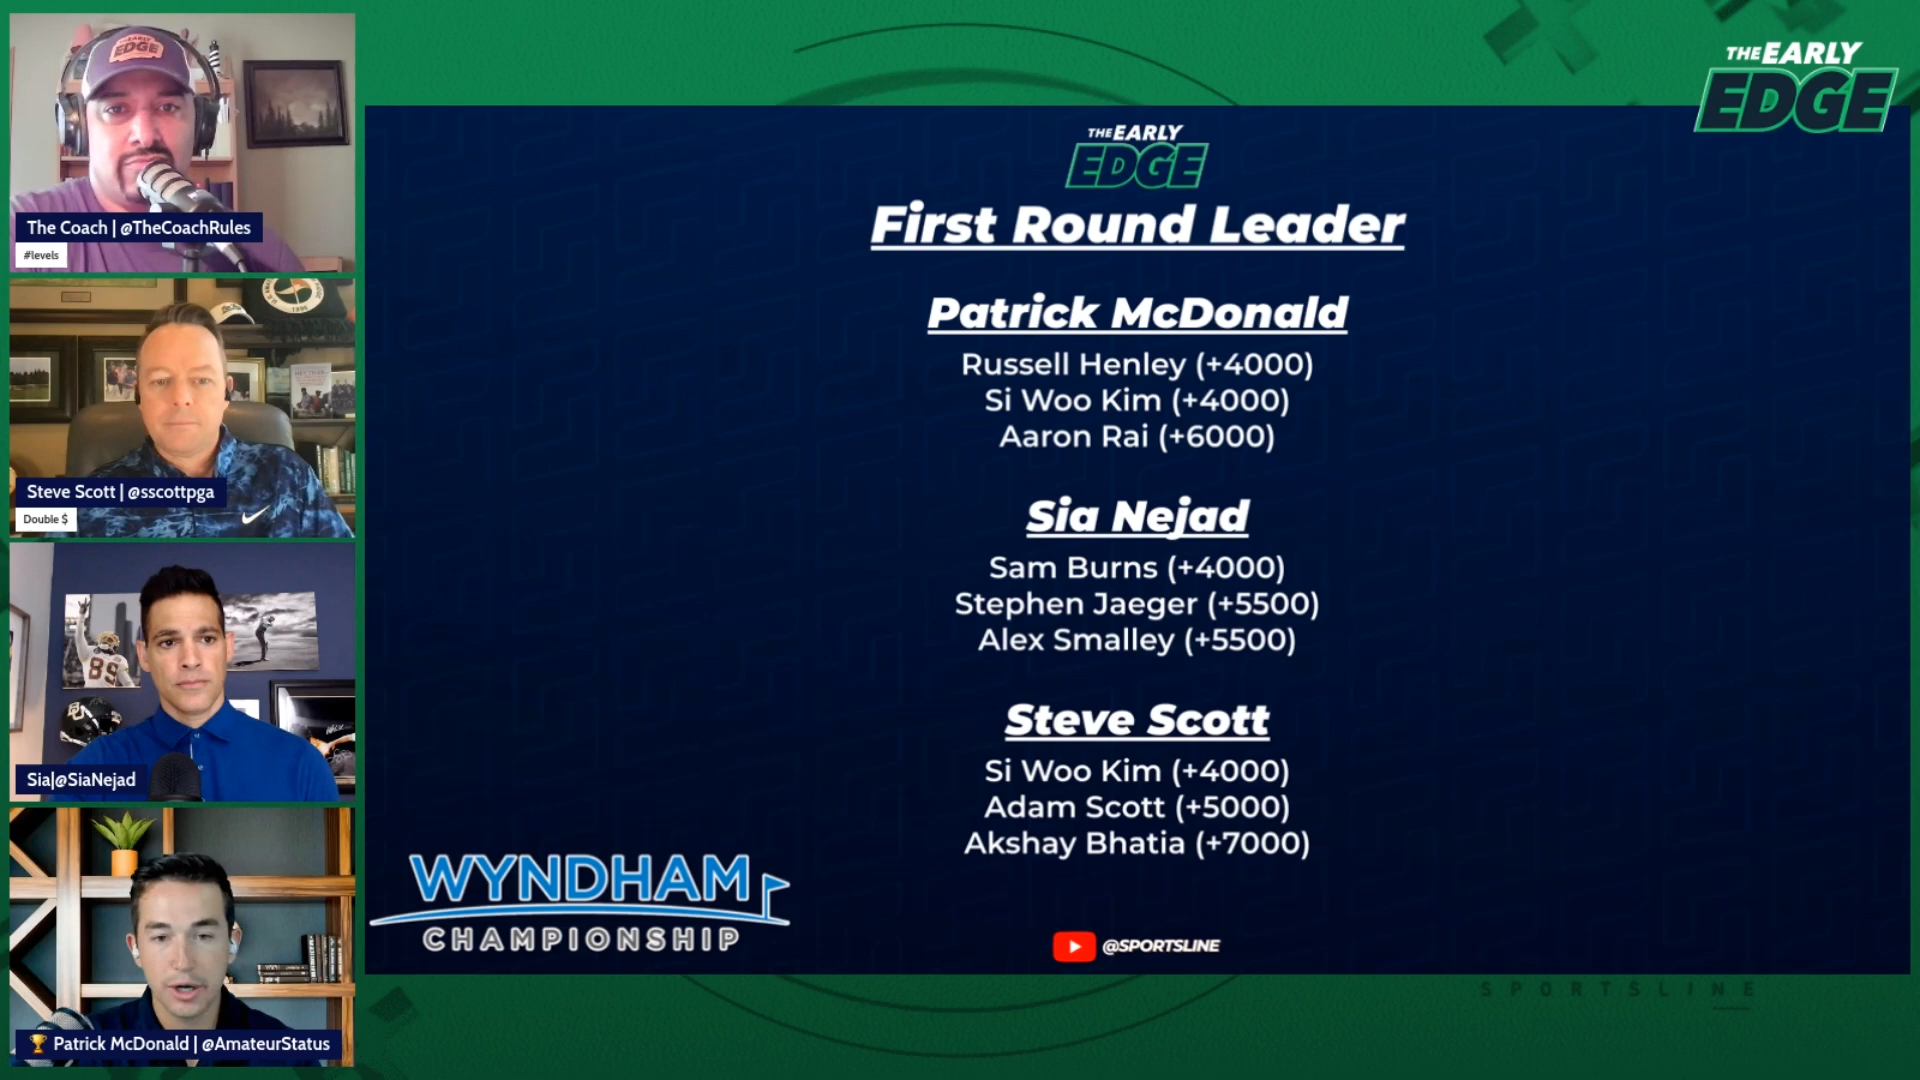 THE EARLY
EDGE
EDGE
The Coach | @TheCoachRules
#levels
1996
Steve Scott | @sscottpga
Double $
89
Sia|@SiaNejad
🏆 Patrick McDonald | @AmateurStatus
THE EARLY
EDGE
First Round Leader
Patrick McDonald
Russell Henley (+4000)
Si Woo Kim (+4000)
Aaron Rai (+6000)
Sia Nejad
Sam Burns (+4000)
Stephen Jaeger (+5500)
Alex Smalley (+5500)
Steve Scott
Si Woo Kim (+4000)
Adam Scott (+5000)
Akshay Bhatia (+7000)
WYNDHAM
CHAMPIONSHIP
@SPORTSLINE
SPORTSLINE